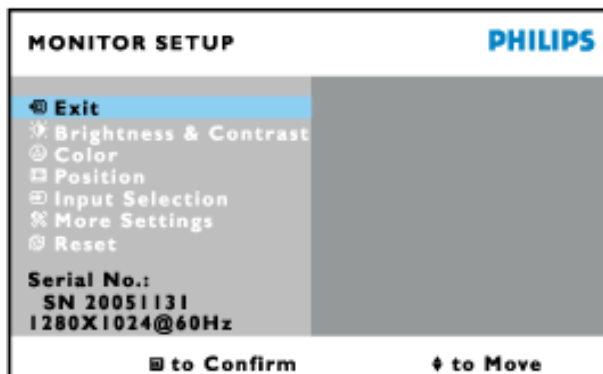 MONITOR SETUP
PHILIPS
Exit
Brightness & Contrast
Color
Position
Input Selection
More Settings
Reset
Serial No.:
SN 20051131
1280X1024@60Hz
to Confirm
to Move